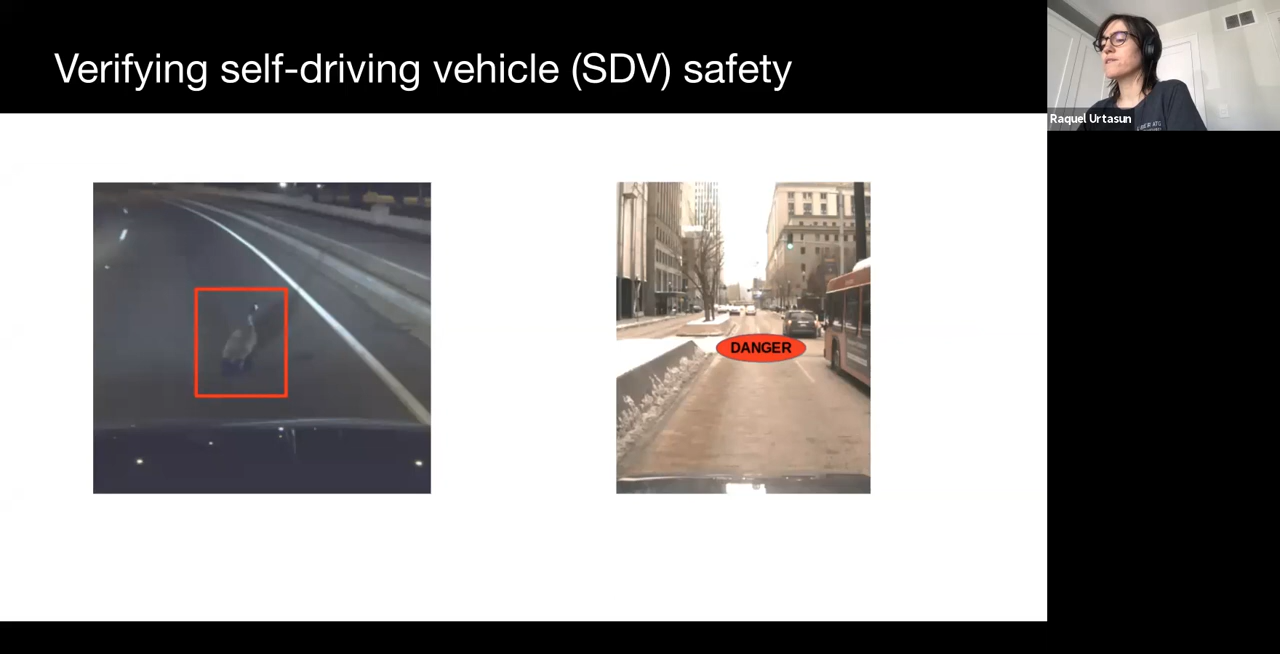 Verifying self-driving vehicle (SDV) safety
Raquel Urtasun
DANGER